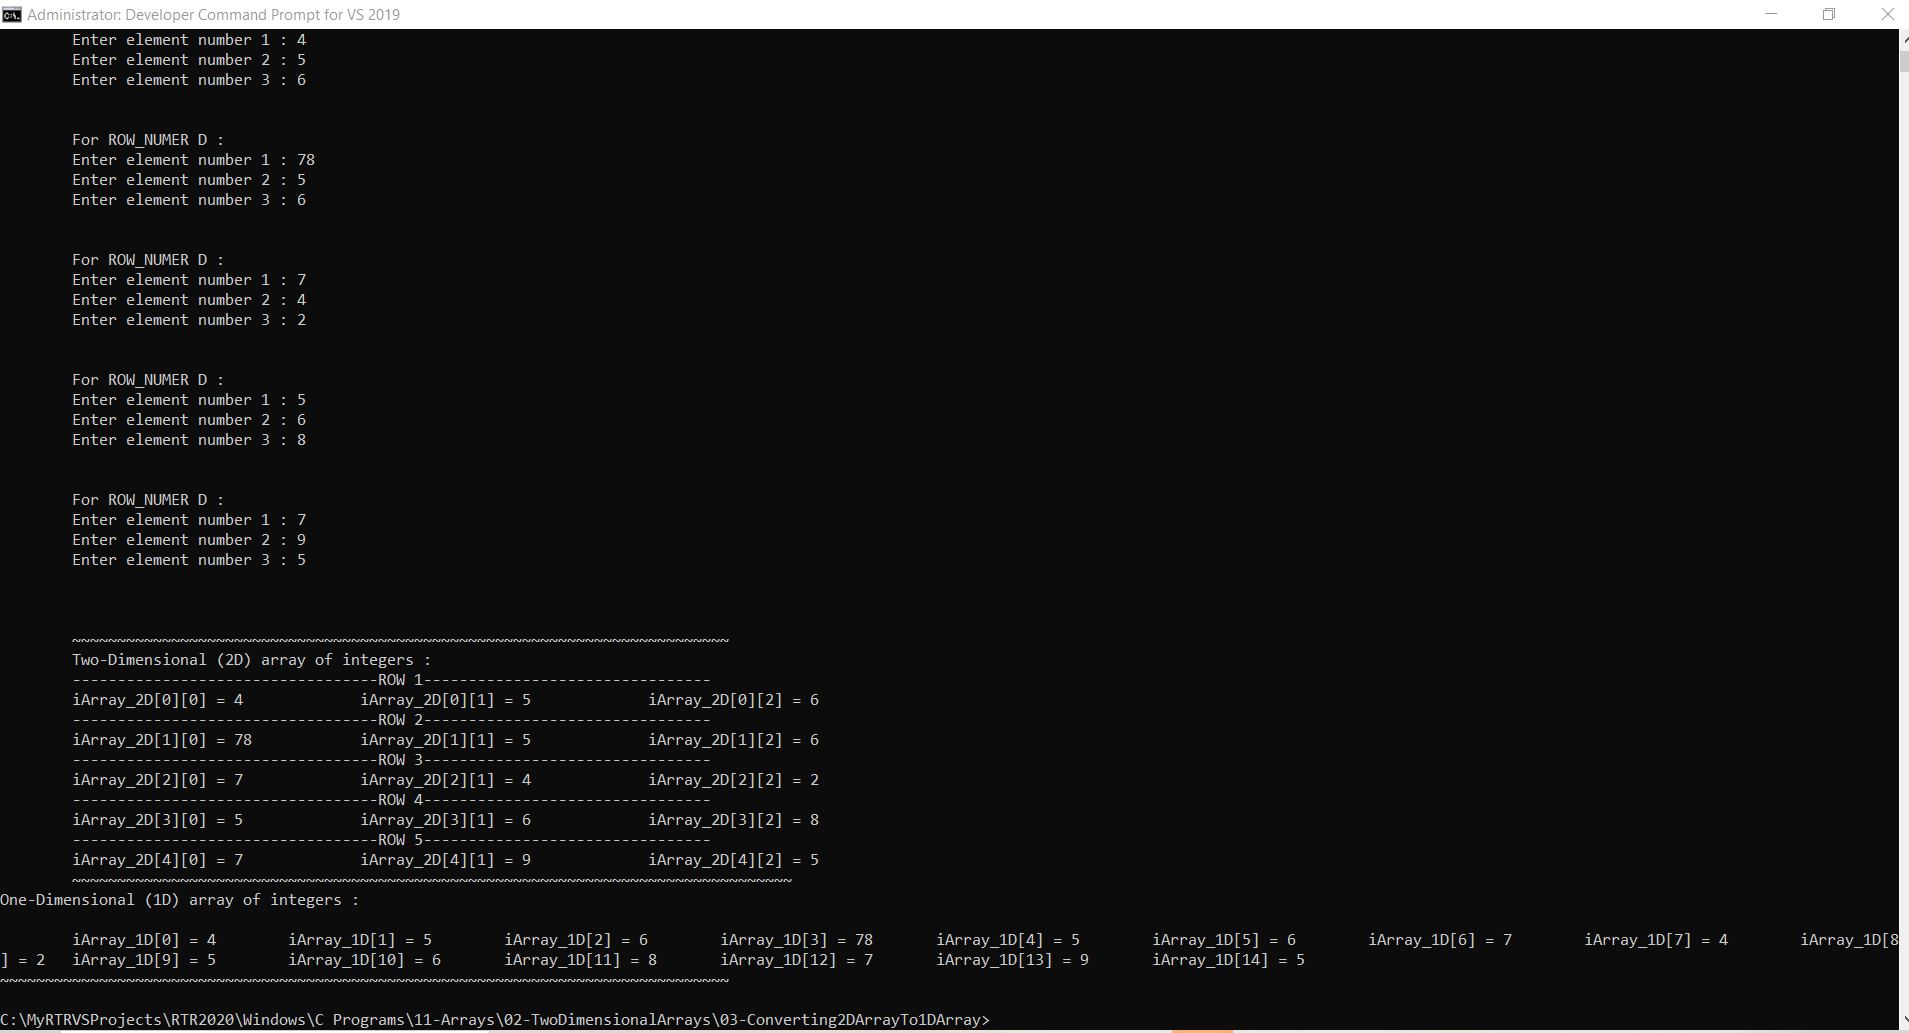 Administrator: Developer Command Prompt for VS 2019
Enter element number 1 : 4
Enter element number 2 : 5
Enter element number 3 : 6
For ROW_NUMER D :
Enter element number 1 : 78
Enter element number 2 : 5
Enter element number 3 : 6
For ROW_NUMER D :
Enter element number 1 : 7
Enter element number 2 : 4
Enter element number 3 : 2
For ROW_NUMER D :
Enter element number 1 : 5
Enter element number 2 : 6
Enter element number 3 : 8
For ROW_NUMER D :
Enter element number 1 : 7
Enter element number 2 : 9
Enter element number 3 : 5
~~~~~~~~~~~~~~~~~~~~~~~~~~~~~~~~~~~~~~~~~~~~~~~~~~~~~~~~~~~~~~~~~~~~~~~~~
Two-Dimensional (2D) array of integers :
----------------------------------ROW 1--------------------------------
iArray_2D[0][0] = 4 iArray_2D[0][1] = 5 iArray_2D[0][2] = 6
----------------------------------ROW 2--------------------------------
iArray_2D[1][0] = 78 iArray_2D[1][1] = 5 iArray_2D[1][2] = 6
----------------------------------ROW 3--------------------------------
iArray_2D[2][0] = 7 iArray_2D[2][1] = 4 iArray_2D[2][2] = 2
----------------------------------ROW 4--------------------------------
iArray_2D[3][0] = 5 iArray_2D[3][1] = 6 iArray_2D[3][2] = 8
----------------------------------ROW 5--------------------------------
iArray_2D[4][0] = 7 iArray_2D[4][1] = 9 iArray_2D[4][2] = 5
~~~~~~~~~~~~~~~~~~~~~~~~~~~~~~~~~~~~~~~~~~~~~~~~~~~~~~~~~~~~~~~~~~~~~~~~~~~~~~~~
One-Dimensional (1D) array of integers :
iArray_1D[0] = 4 iArray_1D[1] = 5 iArray_1D[2] = 6 iArray_1D[3] = 78 iArray_1D[4] = 5 iArray_1D[5] = 6 iArray_1D[6] = 7 iArray_1D[7] = 4 iArray_1D[8
] = 2 iArray_1D[9] = 5 iArray_1D[10] = 6 iArray_1D[11] = 8 iArray_1D[12] = 7 iArray_1D[13] = 9 iArray_1D[14] = 5
~~~~~~~~~~~~~~~~~~~~~~~~~~~~~~~~~~~~~~~~~~~~~~~~~~~~~~~~~~~~~~~~~~~~~~~~~~~~~~~~~
C:\MyRTRVSProjects\RTR2020\Windows\C Programs\11-Arrays\02-TwoDimensionalArrays\03-Converting2DArrayTo1DArray>